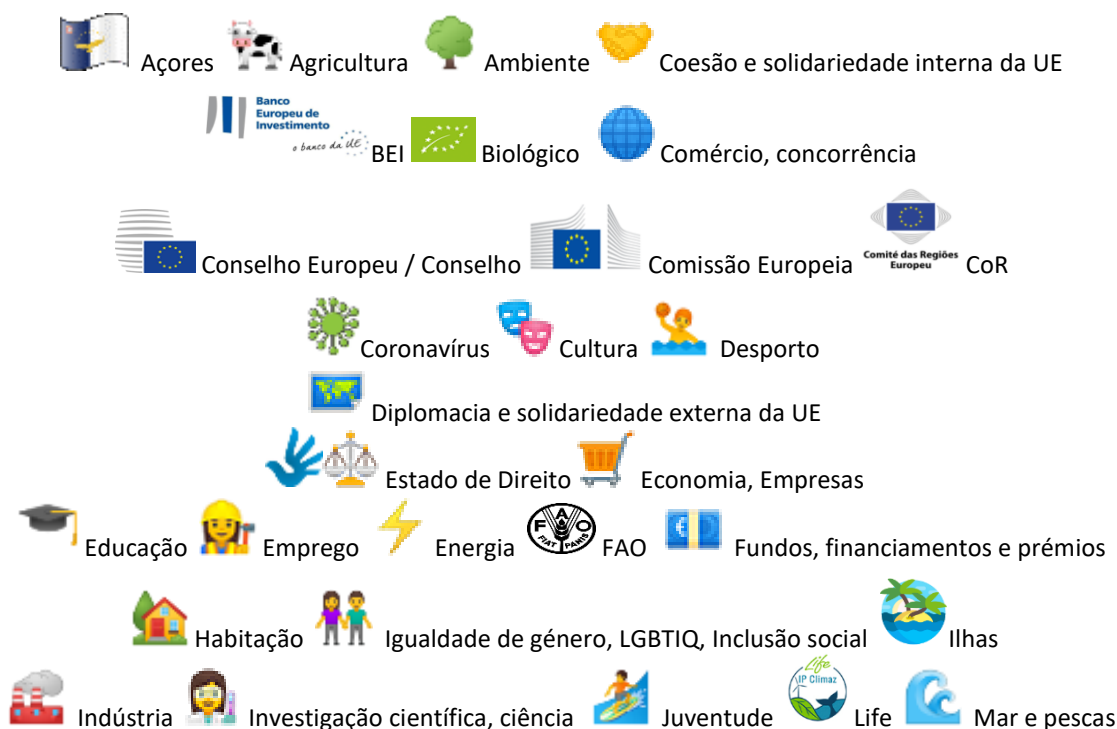 Açores Agricultura Ambiente Coesão e solidariedade interna da UE
Banco
Europeu de
Investimento
o banco da UE
BEI Biológico Comércio, concorrência
Conselho Europeu / Conselho Comissão Europeia Comité das Regiões
Europeu CoR
Coronavírus Cultura Desporto
Diplomacia e solidariedade externa da UE
Estado de Direito Economia, Empresas
Educação Emprego Energia F A O FIAT PANIS FAO Fundos, financiamentos e prémios
Habitação Igualdade de género, LGBTIQ, Inclusão social Ilhas
Life
IP Climaz
Indústria Investigação científica, ciência Juventude Life Mar e pescas